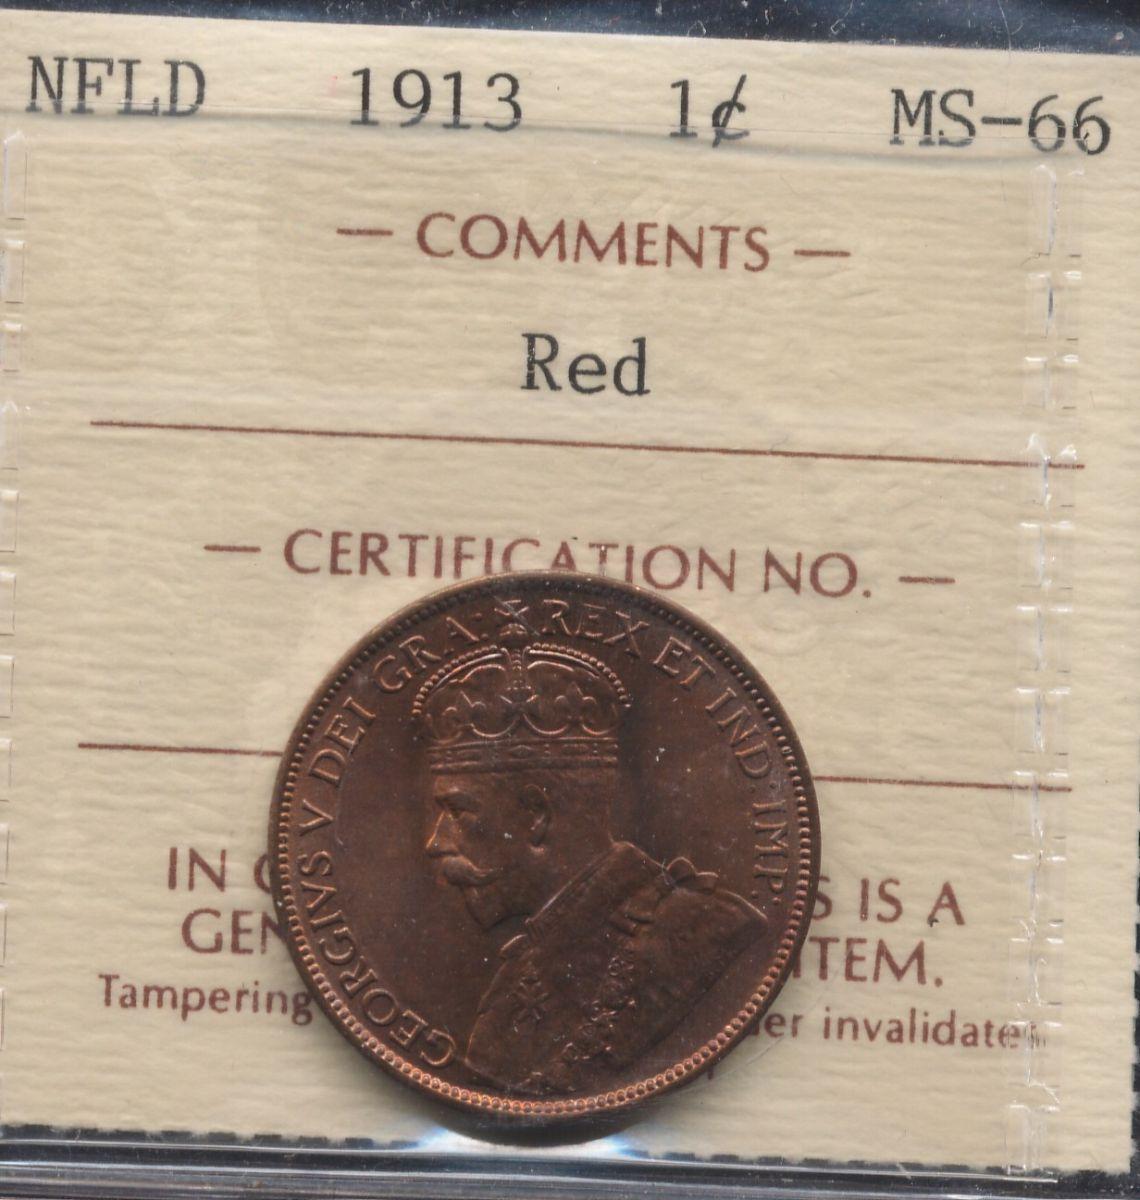 NFLD 1913 1¢ MS-66
— COMMENTS —
Red
— CERTIFICATION NO. —
GEORGIVS V DEI GRA: REX ET IND: IMP:
IN IS A
ITEM.
Tampering invalidates